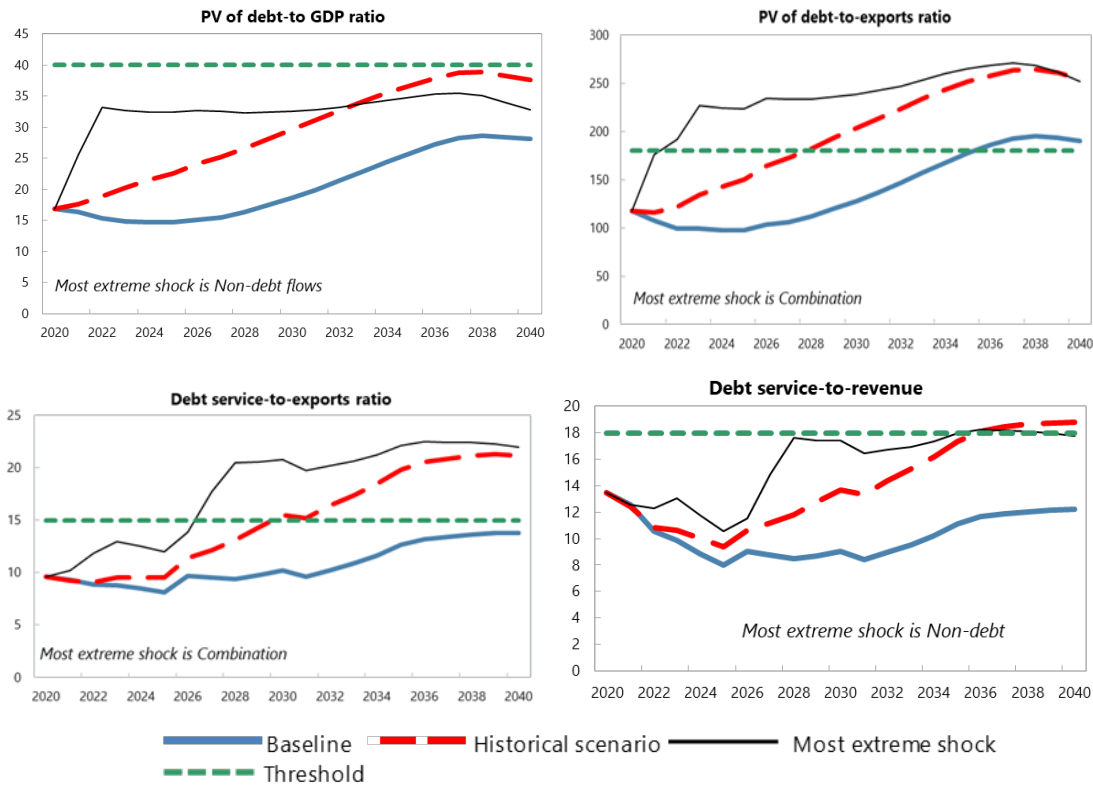 PV of debt-to GDP ratio
45
40
35
30
25
20
15
10
5
0
Most extreme shock is Non-debt flows
2020 2022 2024 2026 2028 2030 2032 2034 2036 2038 2040
PV of debt-to-exports ratio
300
250
200
150
100
50
0
Most extreme shock is Combination
2020 2022 2024 2026 2028 2030 2032 2034 2036 2038 2040
Debt service-to-exports ratio
25
20
15
10
5
0
Most extreme shock is Combination
2020 2022 2024 2026 2028 2030 2032 2034 2036 2038 2040
Debt service-to-revenue
20
18
16
14
12
10
8
6
4
2
0
Most extreme shock is Non-debt
2020 2022 2024 2026 2028 2030 2032 2034 2036 2038 2040
Baseline Historical scenario Most extreme shock
Threshold